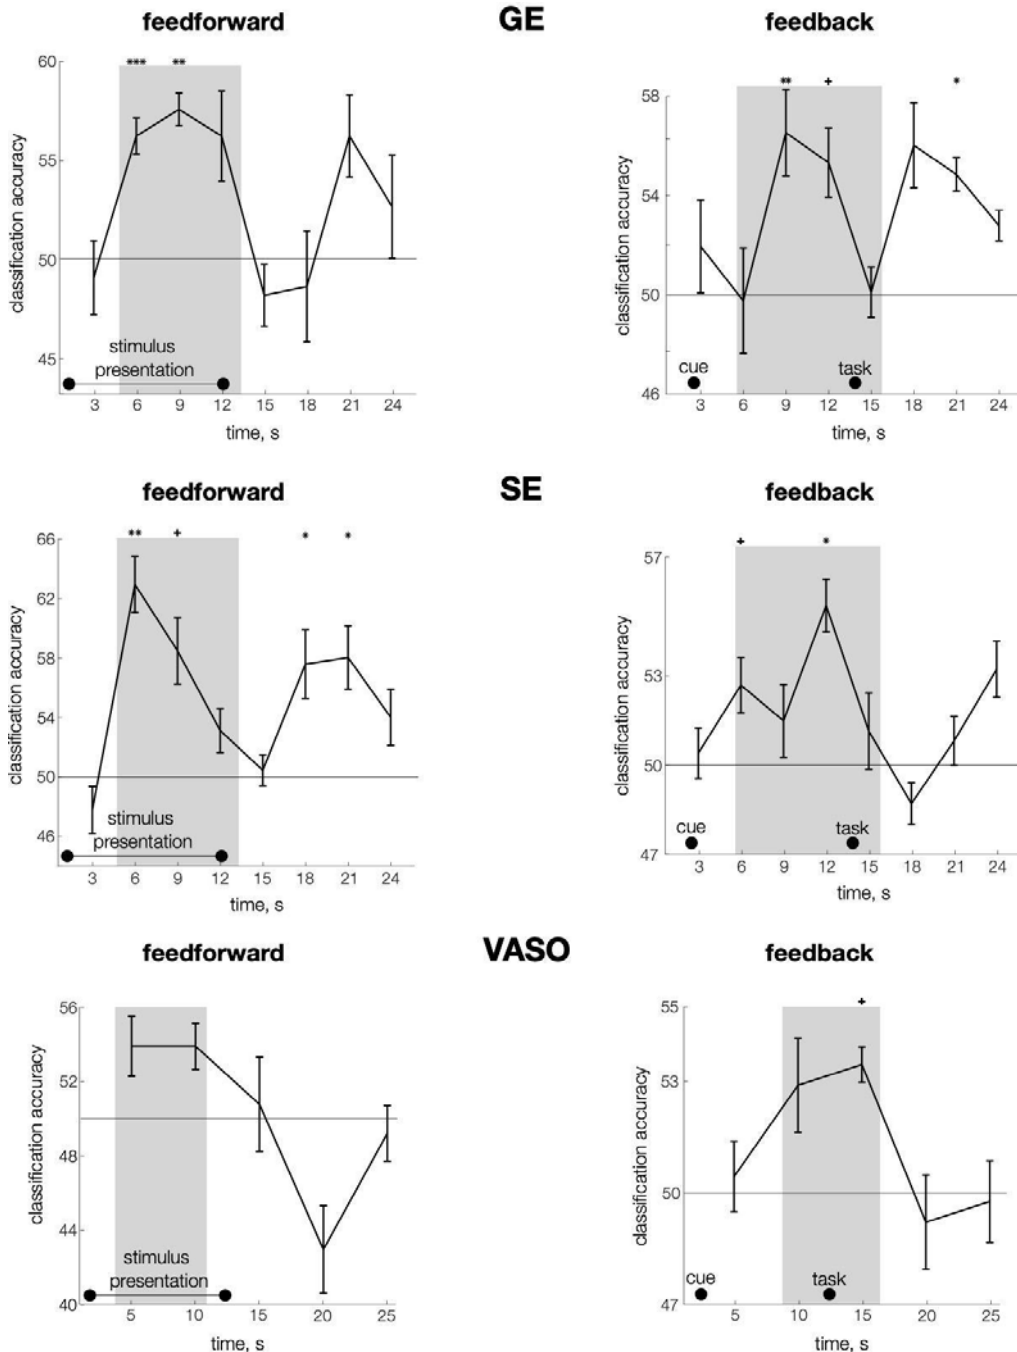 feedforward
GE
feedback
60
55
50
45
classification accuracy
*** **
stimulus
presentation
3 6 9 12 15 18 21 24
time, s
58
54
50
46
classification accuracy
** + *
cue
task
3 6 9 12 15 18 21 24
time, s
feedforward
SE
feedback
66
62
58
54
50
46
classification accuracy
** + * *
stimulus
presentation
3 6 9 12 15 18 21 24
time, s
57
53
50
47
classification accuracy
+ *
cue
task
3 6 9 12 15 18 21 24
time, s
feedforward
VASO
feedback
56
52
48
44
40
classification accuracy
stimulus
presentation
5 10 15 20 25
time, s
55
53
50
47
classification accuracy
+
cue
task
5 10 15 20 25
time, s